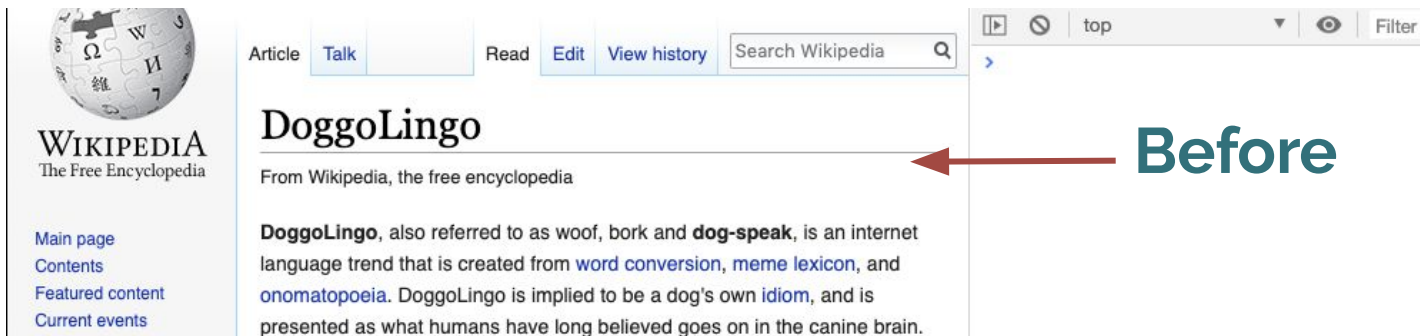 Ω W И 維 7
WIKIPEDIA
The Free Encyclopedia
Main page
Contents
Featured content
Current events
Article Talk Read Edit View history Search Wikipedia
DoggoLingo
From Wikipedia, the free encyclopedia
DoggoLingo, also referred to as woof, bork and dog-speak, is an internet
language trend that is created from word conversion, meme lexicon, and
onomatopoeia. DoggoLingo is implied to be a dog's own idiom, and is
presented as what humans have long believed goes on in the canine brain.
top Filter
>
Before